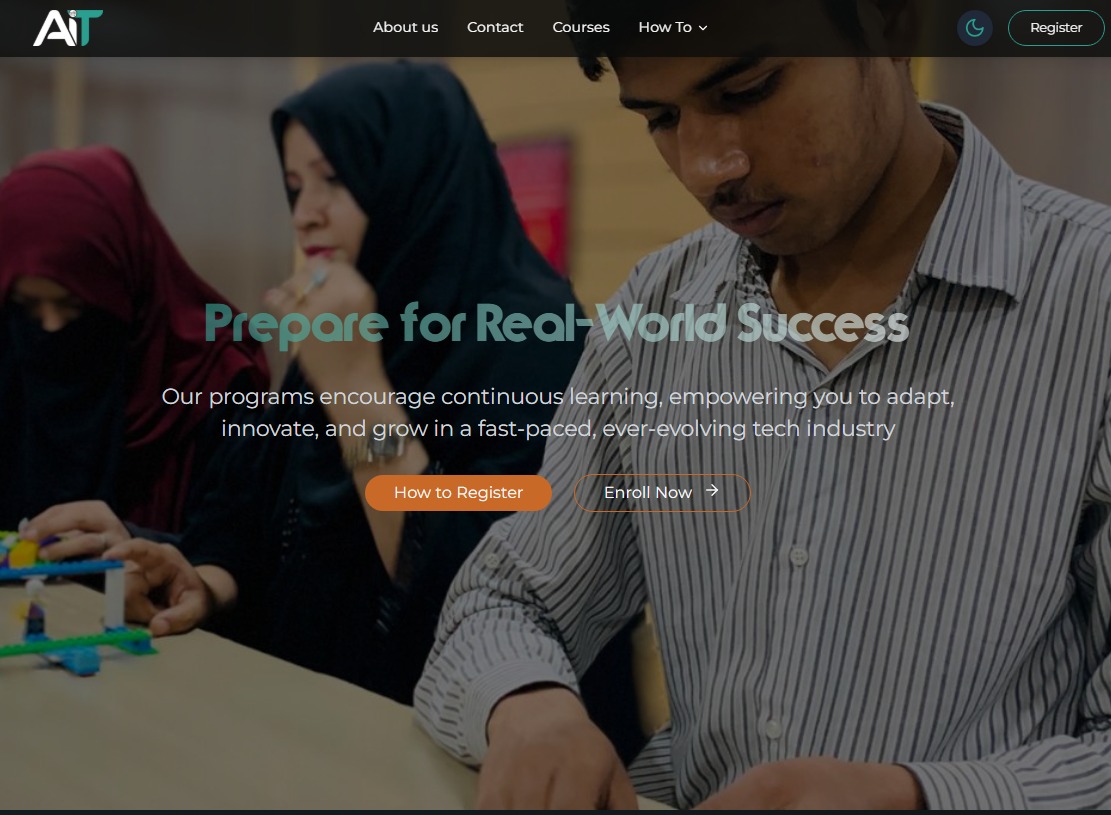 AiT
About us
Contact
Courses
How To
Register
Prepare for Real-World Success
Our programs encourage continuous learning, empowering you to adapt,
innovate, and grow in a fast-paced, ever-evolving tech industry
How to Register
Enroll Now